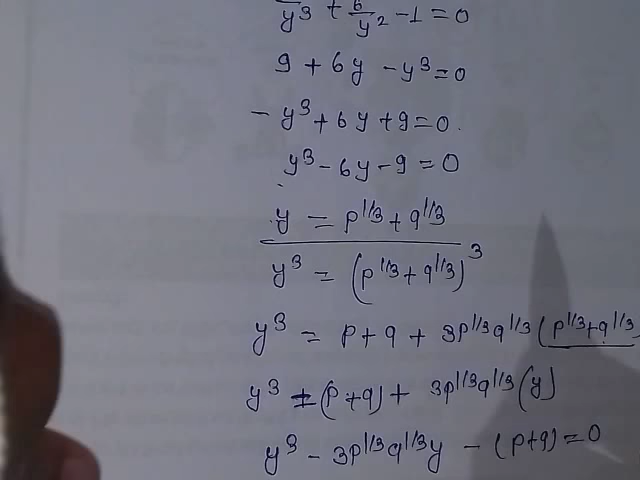 /y³ + 6/y² - 1 = 0
9 + 6y - y³ = 0
- y³ + 6y + 9 = 0.
y³ - 6y - 9 = 0
y = p^1/3 + q^1/3
y³ = (p^1/3 + q^1/3)³
y³ = p + q + 3p^1/3 q^1/3 (p^1/3 + q^1/3
y³ = (p + q) + 3p^1/3 q^1/3 (y)
y³ - 3p^1/3 q^1/3 y - (p + q) = 0